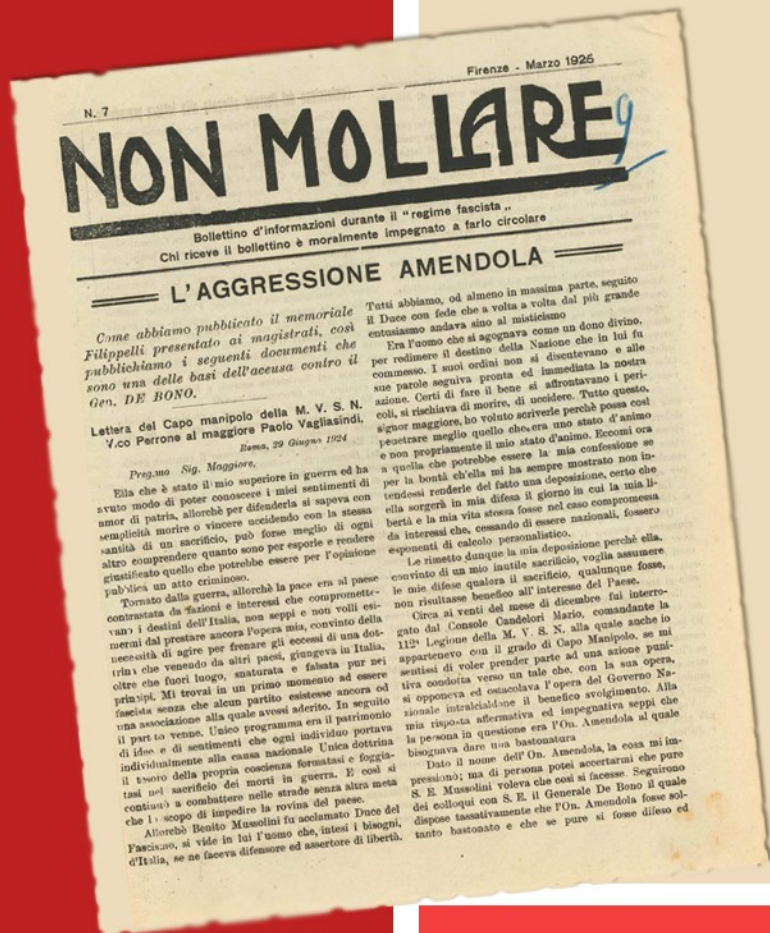 N. 7
Firenze - Marzo 1925
NON MOLLARE
9
Bollettino d'informazioni durante il "regime fascista „
Chi riceve il bollettino è moralmente impegnato a farlo circolare
L'AGGRESSIONE AMENDOLA
Come abbiamo pubbticato il memoriale
Filippelli presentato ai magistrati, così
pubblichiamo i seguenti documenti che
sono una delle basi dell'accusa contro il
Gen. DE BONO.
Lettera del Capo manipolo della M. V. S. N.
V.co Perrone al maggiore Paolo Vagliasindi.
Roma, 29 Giugno 1924
Preg.mo Sig. Maggiore,
Ella che è stato il mio superiore in guerra ed ha
avuto modo di poter conoscere i miei sentimenti di
amor di patria, allorchè per difenderla si sapeva con
semplicità morire o vincere uccidendo con la stessa
santità di un sacrificio, può forse meglio di ogni
altro comprendere quanto sono per esporle e rendere
giustificato quello che potrebbe essere per l'opinione
pubblica un atto criminoso.
Tornato dalla guerra, allorchè la pace era al paese
contrastata da fazioni e interessi che compromette-
vano i destini dell'Italia, non seppi e non volli esi-
mermi dal prestare ancora l'opera mia, convinto della
necessità di agire per frenare gli eccessi di una dot-
trina che venendo da altri paesi, giungeva in Italia,
oltre che fuori luogo, snaturata e falsata pur nei
principi. Mi trovai in un primo momento ad essere
fascista senza che alcun partito esistesse ancora od
una associazione alla quale avessi aderito. In seguito
il partito venne. Unico programma era il patrimonio
di idee e di sentimenti che ogni individuo portava
individualmente alla causa nazionale Unica dottrina
il tesoro della propria coscienza formatasi e foggia-
tasi nel sacrificio dei morti in guerra. E così si
continuò a combattere nelle strade senza altra meta
che lo scopo di impedire la rovina del paese.
Allorchè Benito Mussolini fu acclamato Duce del
Fascismo, si vide in lui l'uomo che, intesi i bisogni,
d'Italia, se ne faceva difensore ed assertore di libertà.
Tutti abbiamo, od almeno in massima parte, seguito
il Duce con fede che a volta a volta dal più grande
entusiasmo andava sino al misticismo
Era l'uomo che si agognava come un dono divino,
per redimere il destino della Nazione che in lui fu
commesso. I suoi ordini non si discutevano e alle
sue parole seguiva pronta ed immediata la nostra
azione. Certi di fare il bene si affrontavano i peri-
coli, si rischiava di morire, di uccidere. Tutto questo,
signor maggiore, ho voluto scriverle perchè possa così
penetrare meglio quello che era uno stato d'animo
e non propriamente il mio stato d'animo. Eccomi ora
a quella che potrebbe essere la mia confessione se
per la bontà ch'ella mi ha sempre mostrato non in-
tendessi renderle del fatto una deposizione, certo che
ella sorgerà in mia difesa il giorno in cui la mia li-
bertà e la mia vita stessa fosse nel caso compromessa
da interessi che, cessando di essere nazionali, fossero
esponenti di calcolo personalistico.
Le rimetto dunque la mia deposizione perchè ella,
convinto di un mio inutile sacrificio, voglia assumere
le mie difese qualora il sacrificio, qualunque fosse,
non risultasse benefico all'interesse del Paese.
Circa ai venti del mese di dicembre fui interro-
gato dal Console Candelori Mario, comandante la
112ª Legione della M. V. S. N. alla quale anche io
appartenevo con il grado di Capo Manipolo, se mi
sentissi di voler prender parte ad una azione puni-
tiva condotta verso un tale che, con la sua opera,
si opponeva ed ostacolava l'opera del Governo Na-
zionale intralciandone il benefico svolgimento. Alla
mia risposta affermativa ed impegnativa seppi che
la persona in questione era l'On. Amendola al quale
bisognava dare una bastonatura
Dato il nome dell'On. Amendola, la cosa mi im-
pressionò; ma di persona potei accertarmi che pure
S. E. Mussolini voleva che così si facesse. Seguirono
dei colloqui con S. E. il Generale De Bono il quale
dispose tassativamente che l'On. Amendola fosse sol-
tanto bastonato e che se pure si fosse difeso ed